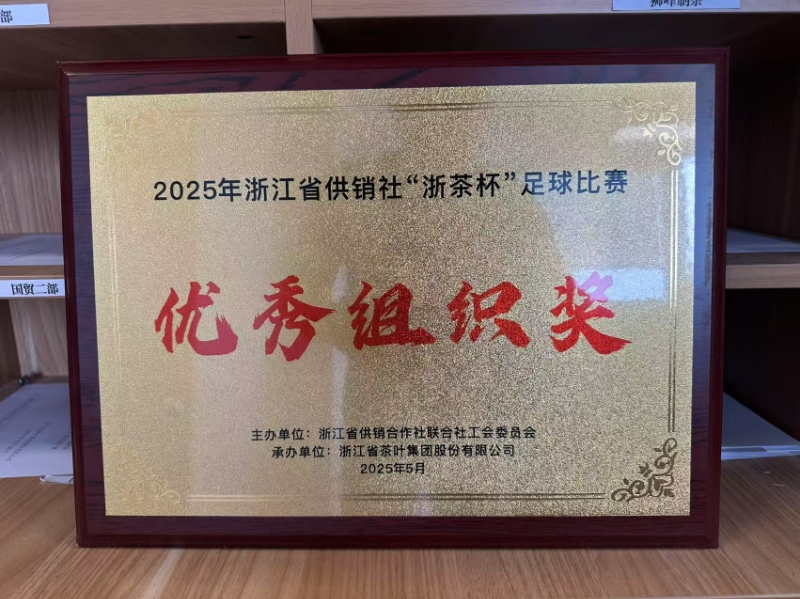 部
2025年浙江省供销社“浙茶杯”足球比赛
国贸二部
优秀组织奖
主办单位：浙江省供销合作社联合社工会委员会
承办单位：浙江省茶叶集团股份有限公司
2025年5月